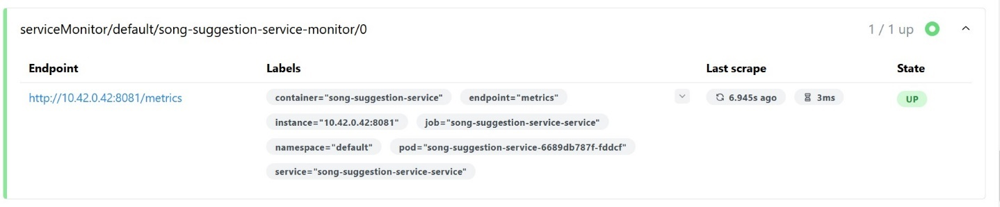 serviceMonitor/default/song-suggestion-service-monitor/0 1 / 1 up
Endpoint Labels Last scrape State
http://10.42.0.42:8081/metrics container="song-suggestion-service" endpoint="metrics" 6.945s ago 3ms UP
instance="10.42.0.42:8081" job="song-suggestion-service-service"
namespace="default" pod="song-suggestion-service-6689db787f-fddcf"
service="song-suggestion-service-service"